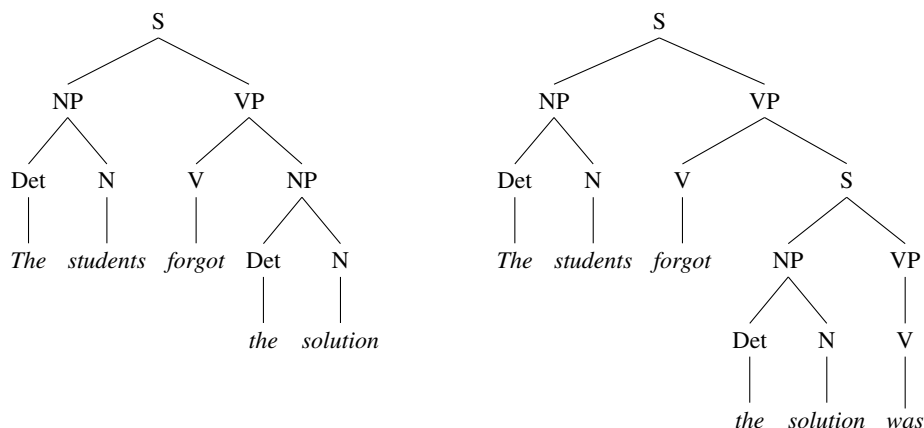 S S
NP VP NP VP
Det N V NP Det N V S
The students forgot Det N The students forgot NP VP
the solution Det N V
the solution was